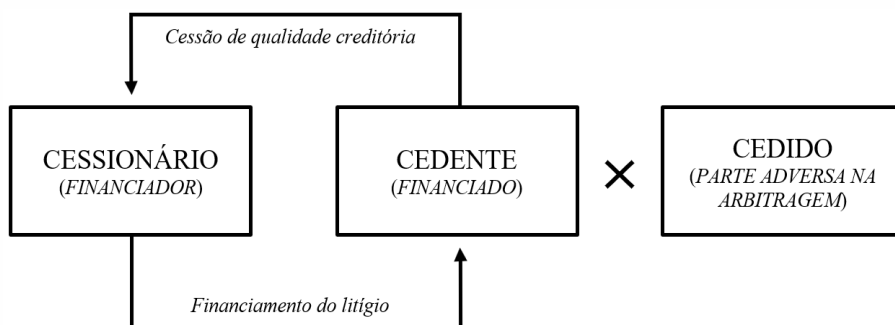 Cessão de qualidade creditória
CESSIONÁRIO
(FINANCIADOR)
CEDENTE
(FINANCIADO)
×
CEDIDO
(PARTE ADVERSA NA
ARBITRAGEM)
Financiamento do litígio